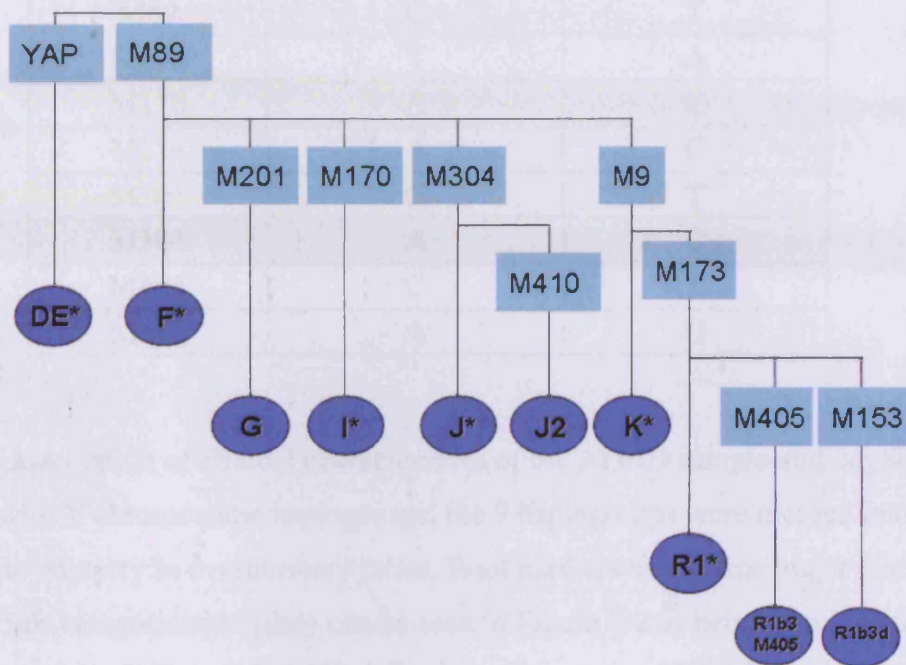 YAP M89
M201 M170 M304 M9
M410 M173
DE* F*
G I* J* J2 K* M405 M153
R1*
R1b3 M405 R1b3d